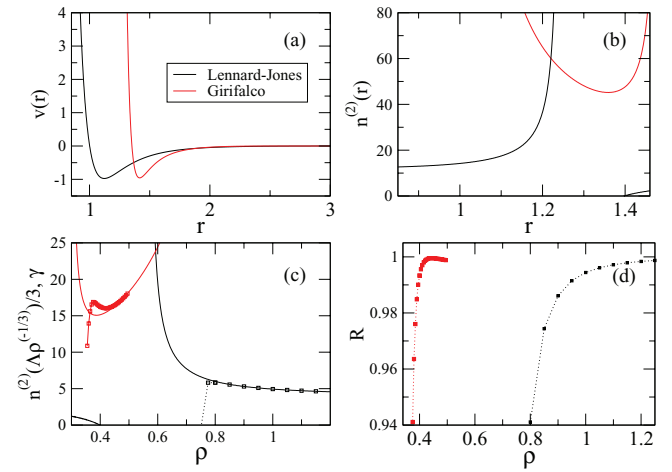 4
3
2
1
0
-1
v(r)
(a)
Lennard-Jones
Girifalco
1
2
3
r
80
60
40
20
0
n⁽²⁾(r)
(b)
1
1.2
1.4
r
25
20
15
10
5
0
n⁽²⁾(Λρ⁽⁻¹/³⁾)/3, γ
(c)
0.4
0.6
0.8
1
1.2
ρ
1
0.98
0.96
0.94
R
(d)
0.4
0.6
0.8
1
1.2
ρ